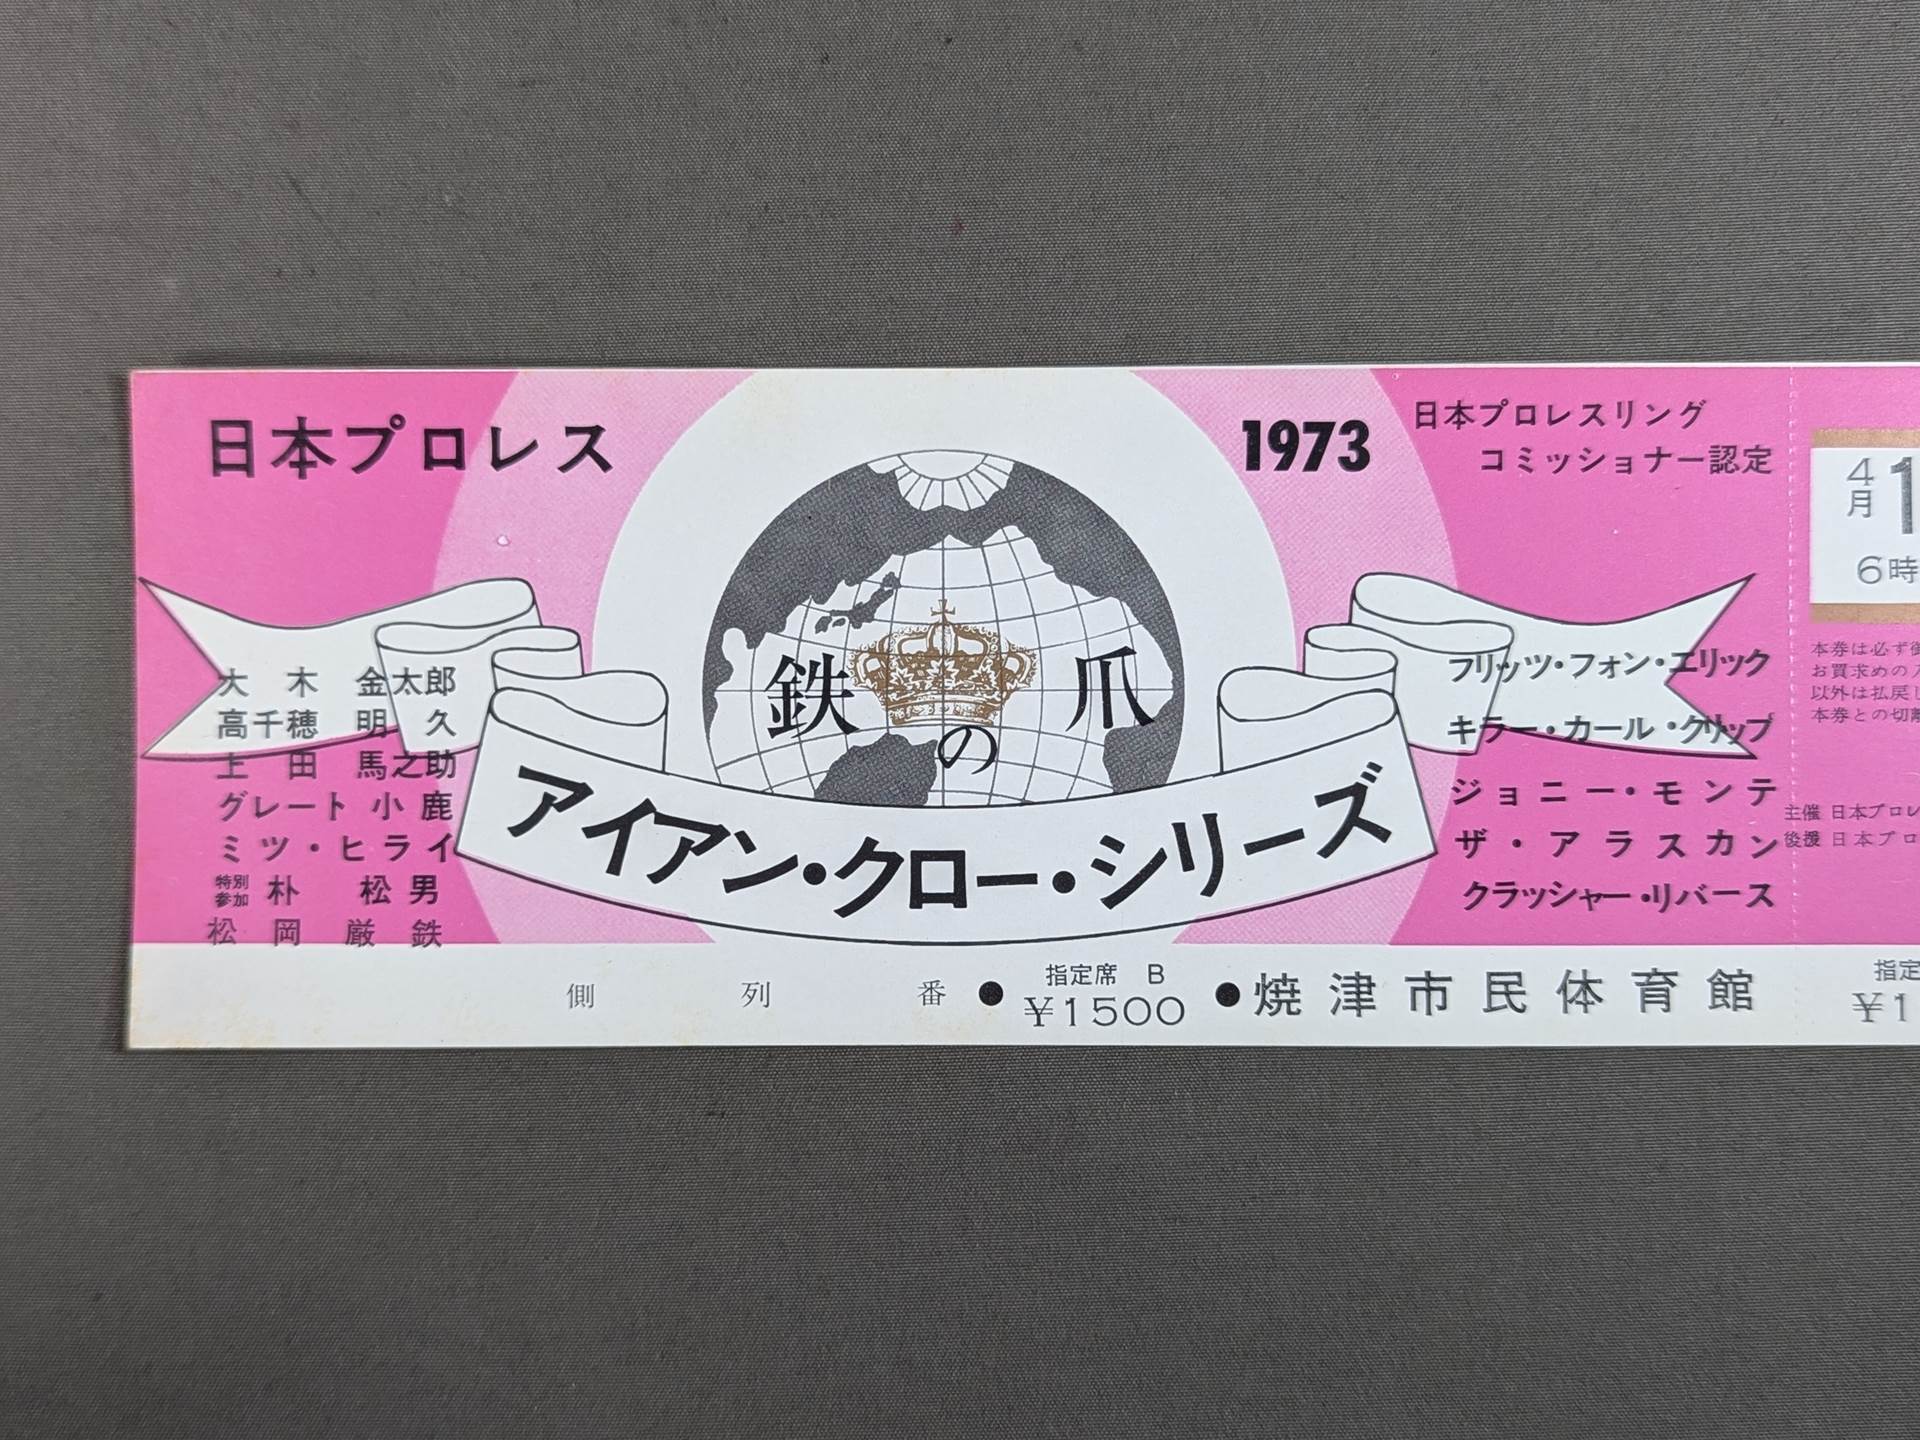 日本プロレス
1973
日本プロレスリング
コミッショナー認定
鉄の爪
アイアン・クロー・シリーズ
大木 金太郎
高千穂 明久
上田 馬之助
グレート小鹿
ミツ・ヒライ
特別参加 朴 松男
松岡 厳鉄
フリッツ・フォン・エリック
キラー・カール・クリップ
ジョニー・モンテ
ザ・アラスカン
クラッシャー・リバース
側 列 番
●指定席 B
¥1500
●焼津市民体育館
4月1
6時
本券は必ず
お買求めの
以外は払戻
本券との切離
主催 日本プロレ
後援 日本プロ
指定
¥1